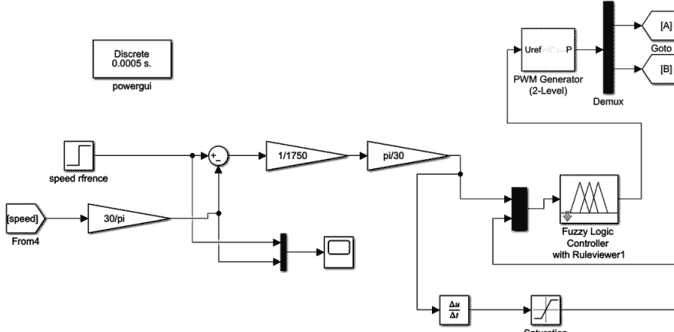 Discrete
0.0005 s.
powergui
Uref
P
PWM Generator
(2-Level)
Demux
[A]
Goto
[B]
speed rfrence
+
−
1/1750
pi/30
[speed]
From4
30/pi
Fuzzy Logic
Controller
with Ruleviewer1
Δu
Δt
Saturation